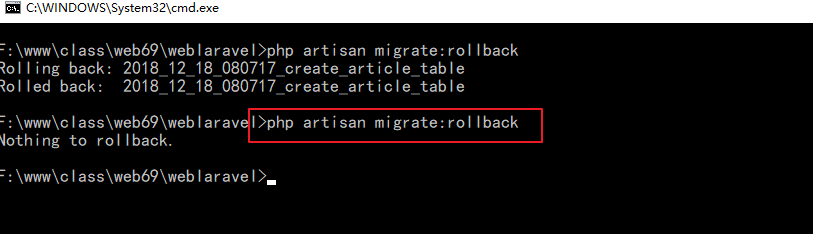 C:\WINDOWS\System32\cmd.exe
F:\www\class\web69\weblaravel>php artisan migrate:rollback
Rolling back: 2018_12_18_080717_create_article_table
Rolled back:  2018_12_18_080717_create_article_table
F:\www\class\web69\weblaravel>php artisan migrate:rollback
Nothing to rollback.
F:\www\class\web69\weblaravel>